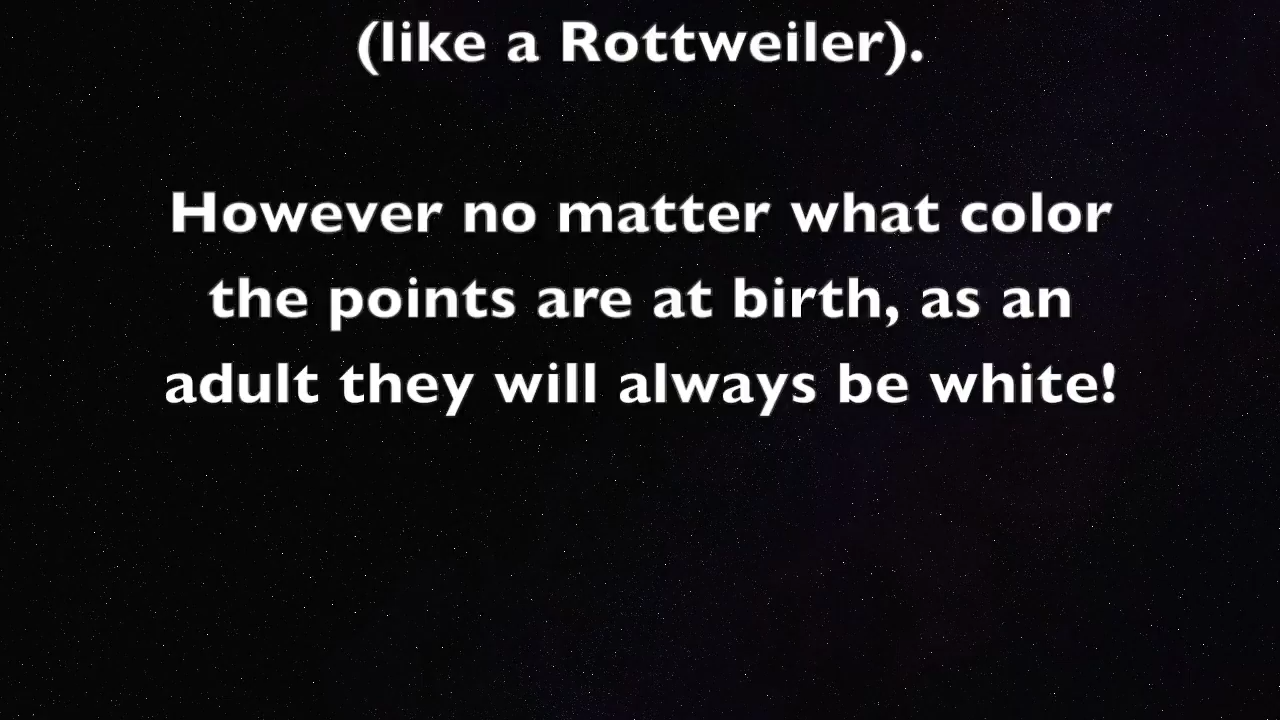 (like a Rottweiler).
However no matter what color
the points are at birth, as an
adult they will always be white!